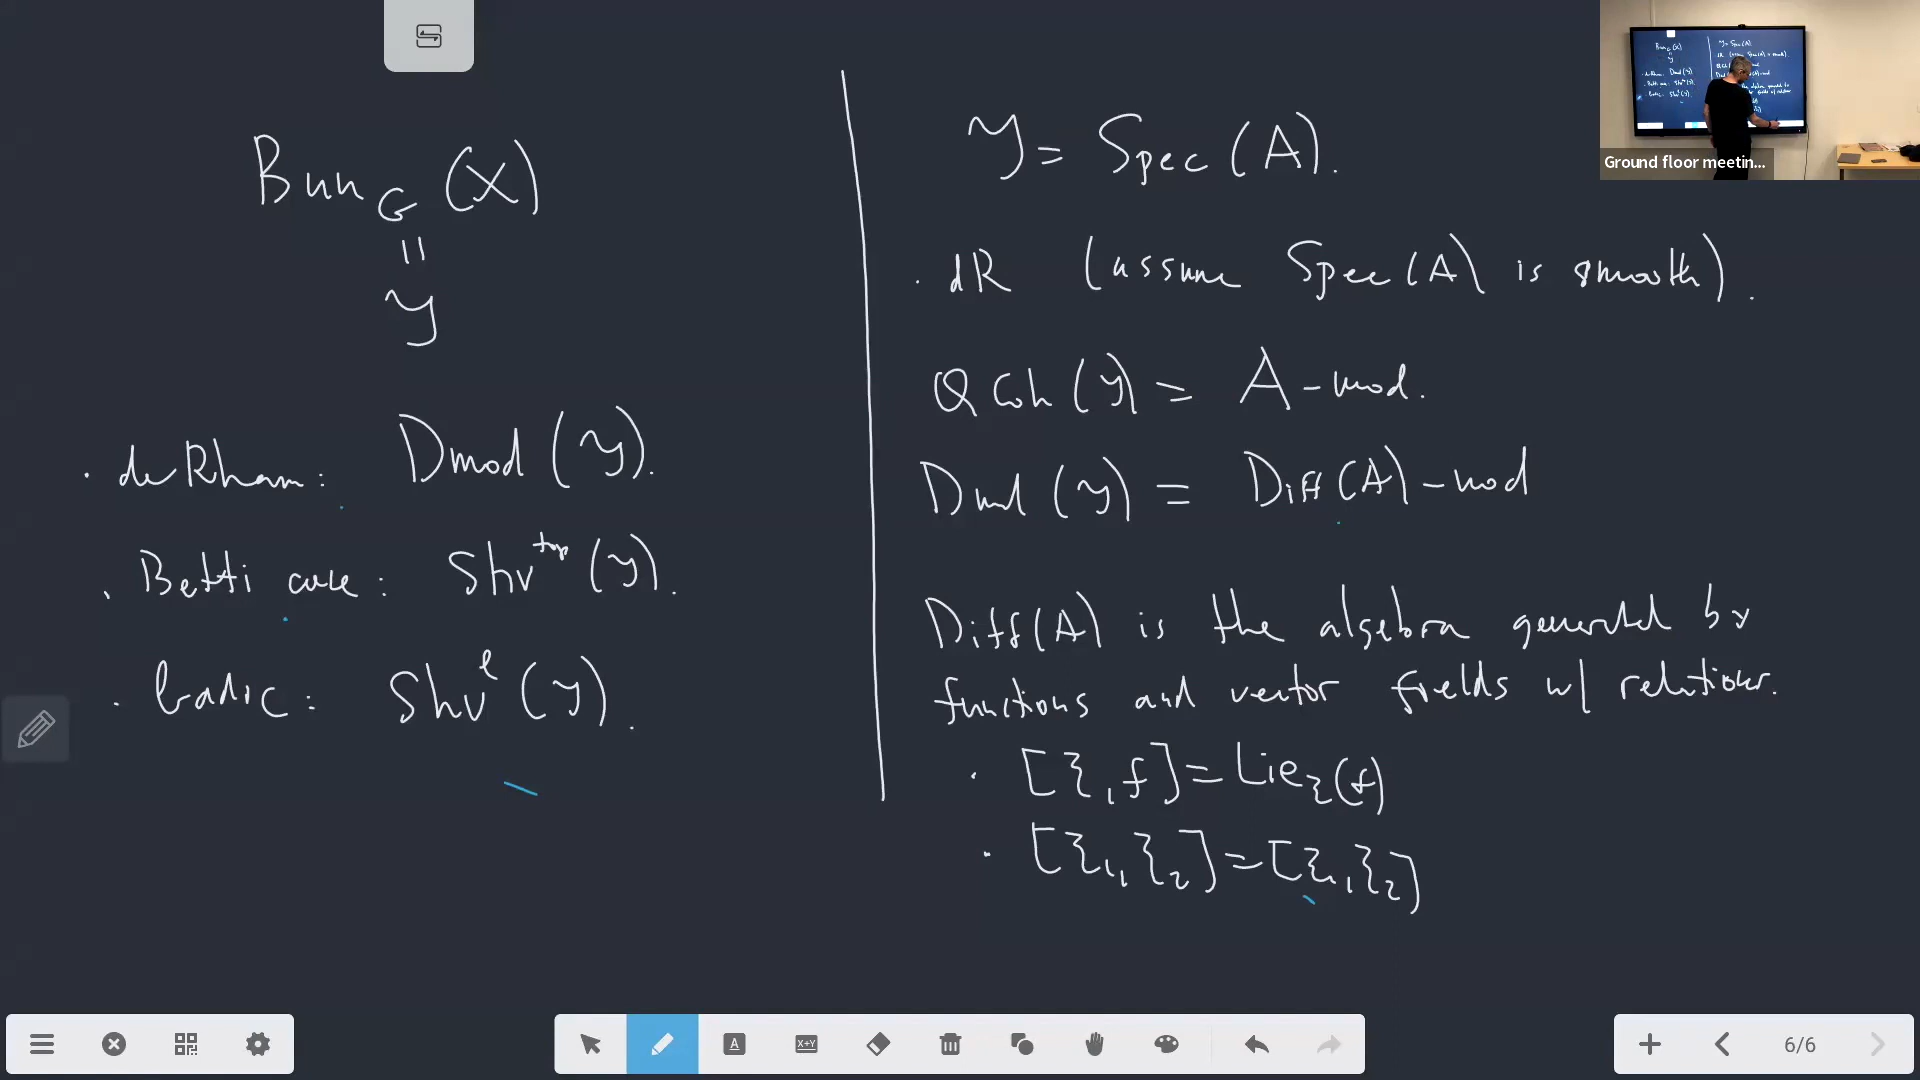 Bun_G (X)
=
Y
· de Rham: Dmod (Y).
· Betti case: Shv^top (Y).
· l-adic: Shv^l (Y).
Y = Spec (A).
· dR (assume Spec (A) is smooth).
QCoh (Y) = A-mod.
Dmod (Y) = Diff (A)-mod
Diff (A) is the algebra generated by
functions and vector fields w/ relations.
· [ξ, f] = Lie_ξ (f)
· [ξ_1, ξ_2] = [ξ_1, ξ_2]
Ground floor meetin...
A
X+Y
6/6